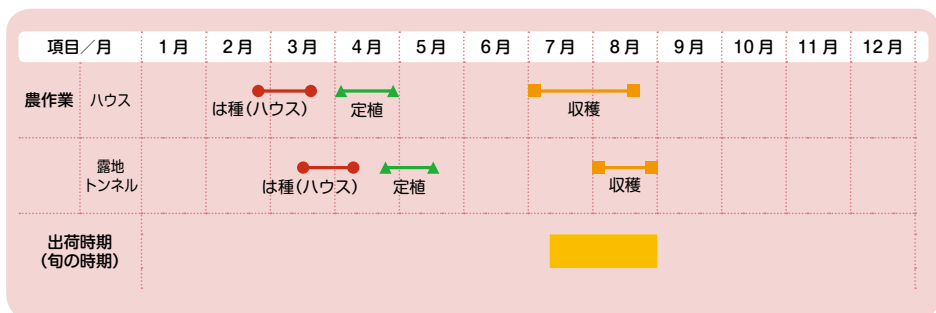 項目／月 1月 2月 3月 4月 5月 6月 7月 8月 9月 10月 11月 12月
農作業 ハウス
は種(ハウス) 定植 収穫
露地
トンネル
は種(ハウス) 定植 収穫
出荷時期
(旬の時期)